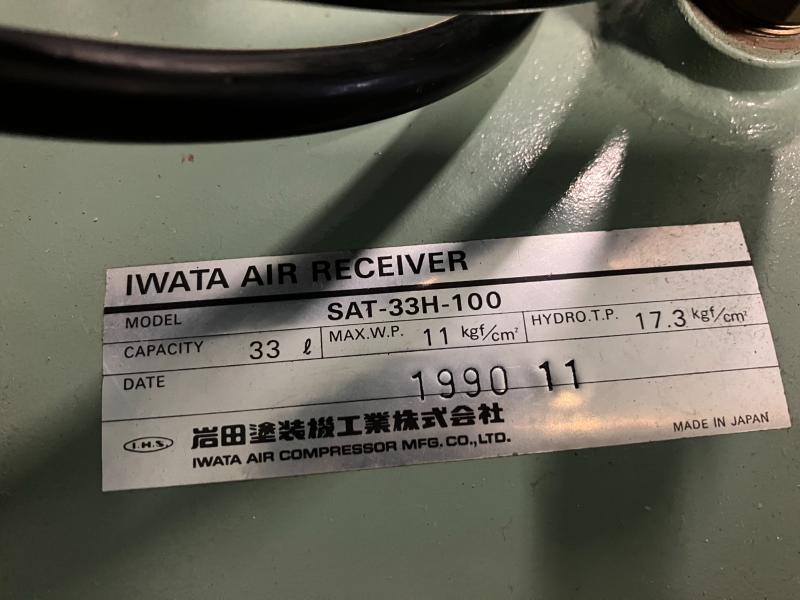 IWATA AIR RECEIVER
MODEL SAT-33H-100
CAPACITY 33 ℓ MAX.W.P. 11 kgf/cm² HYDRO.T.P. 17.3 kgf/cm²
DATE 1990 11
I.H.S. 岩田塗装機工業株式会社
IWATA AIR COMPRESSOR MFG.CO.,LTD.
MADE IN JAPAN